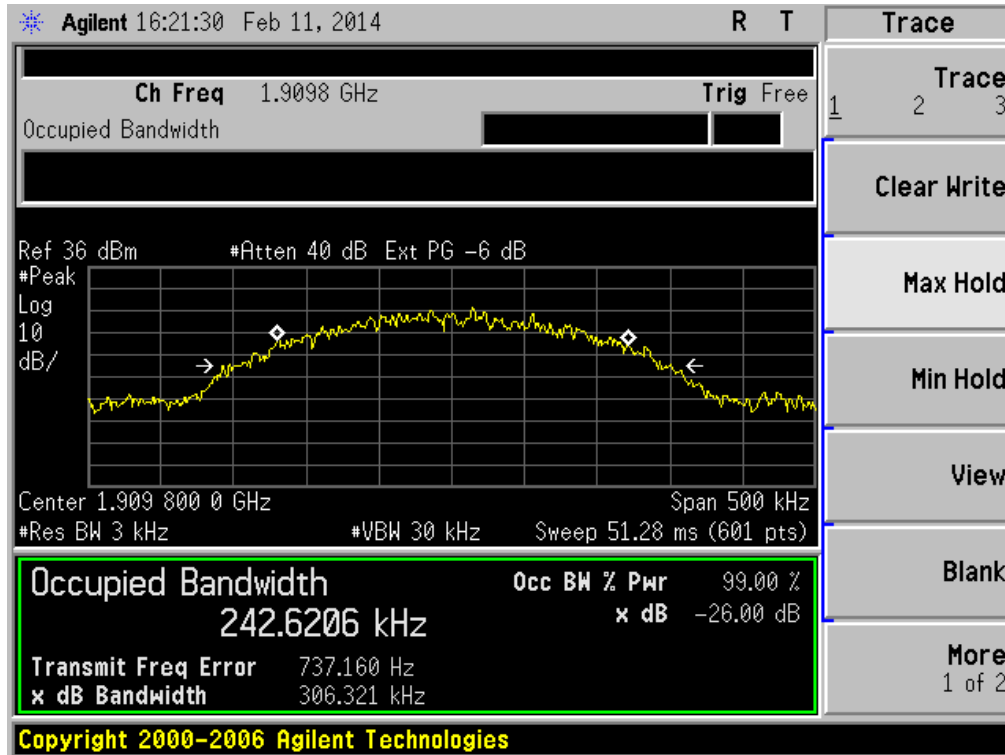 Agilent 16:21:30 Feb 11, 2014 R T
Trace
Ch Freq 1.9098 GHz Trig Free
Occupied Bandwidth
Ref 36 dBm #Atten 40 dB Ext PG -6 dB
#Peak
Log
10
dB/
Center 1.909 800 0 GHz Span 500 kHz
#Res BW 3 kHz #VBW 30 kHz Sweep 51.28 ms (601 pts)
Occupied Bandwidth Occ BW % Pwr 99.00 %
242.6206 kHz x dB -26.00 dB
Transmit Freq Error 737.160 Hz
x dB Bandwidth 306.321 kHz
Trace
1 2 3
Clear Write
Max Hold
Min Hold
View
Blank
More
1 of 2
Copyright 2000-2006 Agilent Technologies